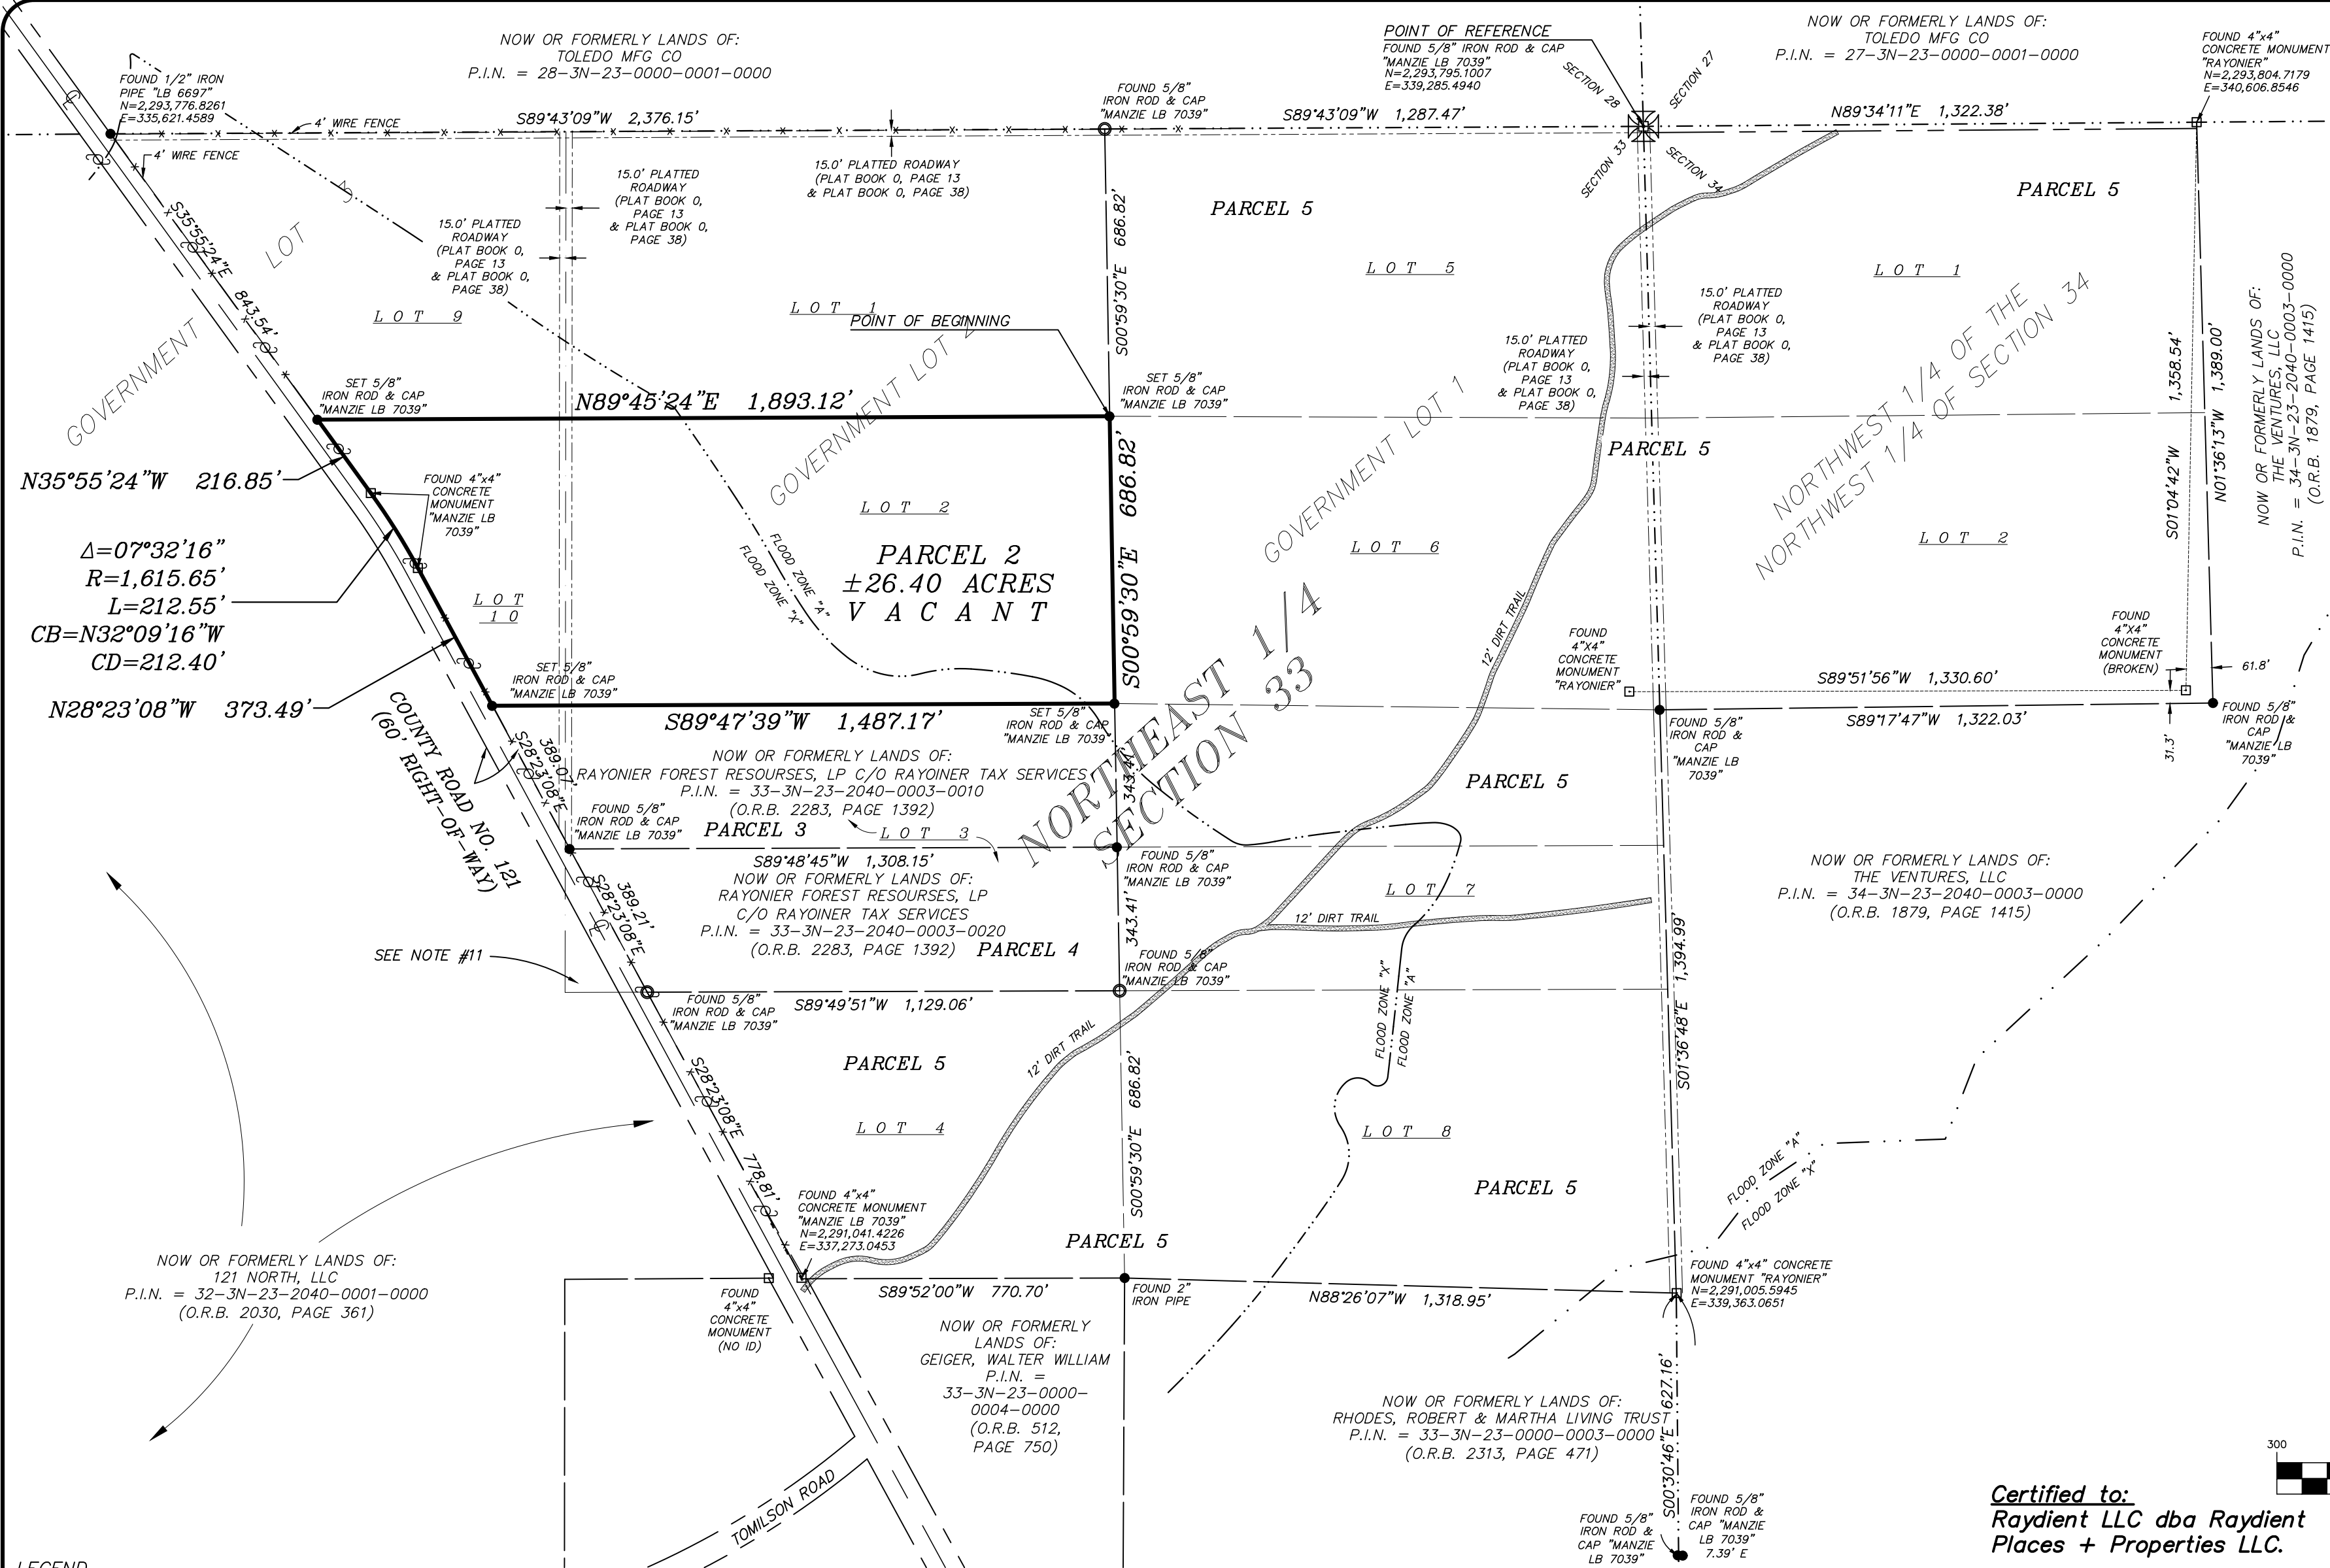 NOW OR FORMERLY LANDS OF:
TOLEDO MFG CO
P.I.N. = 28-3N-23-0000-0001-0000
POINT OF REFERENCE
FOUND 5/8" IRON ROD & CAP
"MANZIE LB 7039"
N=2,293,795.1007
E=339,285.4940
SECTION 28
SECTION 27
SECTION 33
SECTION 34
NOW OR FORMERLY LANDS OF:
TOLEDO MFG CO
P.I.N. = 27-3N-23-0000-0001-0000
FOUND 4"x4"
CONCRETE MONUMENT
"RAYONIER"
N=2,293,804.7179
E=340,606.8546
FOUND 1/2" IRON
PIPE "LB 6697"
N=2,293,776.8261
E=335,621.4589
4' WIRE FENCE
S89°43'09"W 2,376.15'
FOUND 5/8"
IRON ROD & CAP
"MANZIE LB 7039"
S89°43'09"W 1,287.47'
N89°34'11"E 1,322.38'
4' WIRE FENCE
15.0' PLATTED
ROADWAY
(PLAT BOOK 0,
PAGE 13
& PLAT BOOK 0,
PAGE 38)
15.0' PLATTED ROADWAY
(PLAT BOOK 0, PAGE 13
& PLAT BOOK 0, PAGE 38)
15.0' PLATTED
ROADWAY
(PLAT BOOK 0,
PAGE 13
& PLAT BOOK 0,
PAGE 38)
S35°55'24"E 843.54'
GOVERNMENT LOT 3
LOT 9
LOT 1
GOVERNMENT LOT 2
POINT OF BEGINNING
S00°59'30"E 686.82'
PARCEL 5
LOT 5
PARCEL 5
LOT 1
15.0' PLATTED
ROADWAY
(PLAT BOOK 0,
PAGE 13
& PLAT BOOK 0,
PAGE 38)
15.0' PLATTED
ROADWAY
(PLAT BOOK 0,
PAGE 13
& PLAT BOOK 0,
PAGE 38)
S01°04'42"W 1,358.54'
N01°36'13"W 1,389.00'
NOW OR FORMERLY LANDS OF:
THE VENTURES, LLC
P.I.N. = 34-3N-23-2040-0003-0000
(O.R.B. 1879, PAGE 1415)
SET 5/8"
IRON ROD & CAP
"MANZIE LB 7039"
N89°45'24"E 1,893.12'
SET 5/8"
IRON ROD & CAP
"MANZIE LB 7039"
GOVERNMENT LOT 1
PARCEL 5
NORTHWEST 1/4 OF THE
NORTHWEST 1/4 OF SECTION 34
N35°55'24"W 216.85'
FOUND 4"x4"
CONCRETE
MONUMENT
"MANZIE LB
7039"
Δ=07°32'16"
R=1,615.65'
L=212.55'
CB=N32°09'16"W
CD=212.40'
N28°23'08"W 373.49'
LOT
10
LOT 2
PARCEL 2
±26.40 ACRES
VACANT
FLOOD ZONE "A"
FLOOD ZONE "X"
S00°59'30"E 686.82'
LOT 6
12' DIRT TRAIL
LOT 2
FOUND
4"X4"
CONCRETE
MONUMENT
"RAYONIER"
FOUND
4"X4"
CONCRETE
MONUMENT
(BROKEN)
61.8'
S89°51'56"W 1,330.60'
S89°17'47"W 1,322.03'
31.3'
FOUND 5/8"
IRON ROD &
CAP
"MANZIE LB
7039"
FOUND 5/8"
IRON ROD &
CAP
"MANZIE LB
7039"
SET 5/8"
IRON ROD & CAP
"MANZIE LB 7039"
S89°47'39"W 1,487.17'
SET 5/8"
IRON ROD & CAP
"MANZIE LB 7039"
NORTHEAST 1/4
SECTION 33
COUNTY ROAD NO. 121
(60' RIGHT-OF-WAY)
S28°23'08"E 389.07'
NOW OR FORMERLY LANDS OF:
RAYONIER FOREST RESOURSES, LP C/O RAYOINER TAX SERVICES
P.I.N. = 33-3N-23-2040-0003-0010
(O.R.B. 2283, PAGE 1392)
343.41'
PARCEL 5
FOUND 5/8"
IRON ROD & CAP
"MANZIE LB 7039"
PARCEL 3
LOT 3
S89°48'45"W 1,308.15'
FOUND 5/8"
IRON ROD & CAP
"MANZIE LB 7039"
NOW OR FORMERLY LANDS OF:
RAYONIER FOREST RESOURSES, LP
C/O RAYOINER TAX SERVICES
P.I.N. = 33-3N-23-2040-0003-0020
(O.R.B. 2283, PAGE 1392)
PARCEL 4
S28°23'08"E 389.21'
343.41'
LOT 7
12' DIRT TRAIL
NOW OR FORMERLY LANDS OF:
THE VENTURES, LLC
P.I.N. = 34-3N-23-2040-0003-0000
(O.R.B. 1879, PAGE 1415)
SEE NOTE #11
FOUND 5/8"
IRON ROD & CAP
"MANZIE LB 7039"
S89°49'51"W 1,129.06'
FOUND 5/8"
IRON ROD & CAP
"MANZIE LB 7039"
FLOOD ZONE "X"
FLOOD ZONE "A"
S01°36'48"E 1,394.99'
PARCEL 5
12' DIRT TRAIL
S28°23'08"E 778.81'
LOT 4
S00°59'30"E 686.82'
LOT 8
PARCEL 5
FLOOD ZONE "A"
FLOOD ZONE "X"
FOUND 4"x4"
CONCRETE MONUMENT
"MANZIE LB 7039"
N=2,291,041.4226
E=337,273.0453
PARCEL 5
NOW OR FORMERLY LANDS OF:
121 NORTH, LLC
P.I.N. = 32-3N-23-2040-0001-0000
(O.R.B. 2030, PAGE 361)
FOUND
4"x4"
CONCRETE
MONUMENT
(NO ID)
S89°52'00"W 770.70'
FOUND 2"
IRON PIPE
N88°26'07"W 1,318.95'
FOUND 4"x4" CONCRETE
MONUMENT "RAYONIER"
N=2,291,005.5945
E=339,363.0651
NOW OR FORMERLY
LANDS OF:
GEIGER, WALTER WILLIAM
P.I.N. =
33-3N-23-0000-
0004-0000
(O.R.B. 512,
PAGE 750)
NOW OR FORMERLY LANDS OF:
RHODES, ROBERT & MARTHA LIVING TRUST
P.I.N. = 33-3N-23-0000-0003-0000
(O.R.B. 2313, PAGE 471)
S00°30'46"E 627.16'
TOMILSON ROAD
FOUND 5/8"
IRON ROD &
CAP "MANZIE
LB 7039"
FOUND 5/8"
IRON ROD &
CAP "MANZIE
LB 7039"
7.39' E
300
Certified to:
Raydient LLC dba Raydient
Places + Properties LLC.
LEGEND